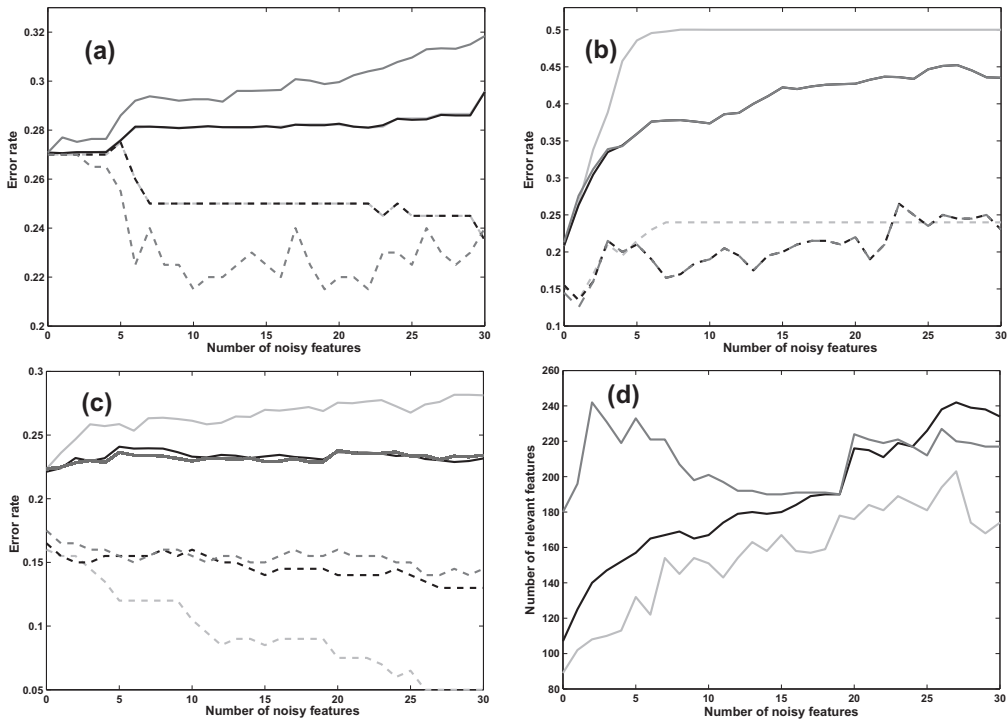 (a)
0.32
0.3
0.28
0.26
0.24
0.22
0.2
Error rate
0 5 10 15 20 25 30
Number of noisy features
(b)
0.5
0.45
0.4
0.35
0.3
0.25
0.2
0.15
0.1
Error rate
0 5 10 15 20 25 30
Number of noisy features
(c)
0.3
0.25
0.2
0.15
0.1
0.05
Error rate
0 5 10 15 20 25 30
Number of noisy features
(d)
260
240
220
200
180
160
140
120
100
80
Number of relevant features
0 5 10 15 20 25 30
Number of noisy features